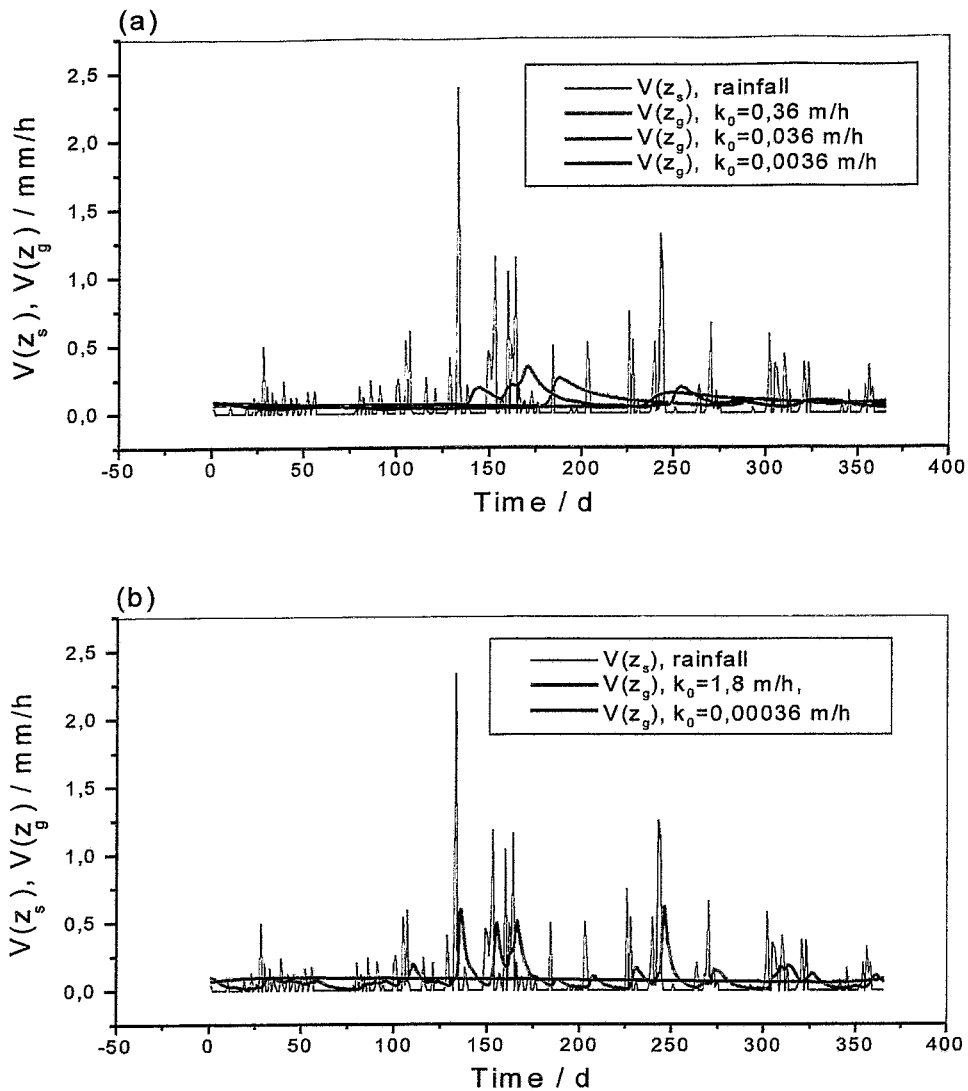 (a)
2,5
2,0
1,5
1,0
0,5
0,0
V(z_s), V(z_g) / mm/h
V(z_s), rainfall
V(z_g), k_0=0,36 m/h
V(z_g), k_0=0,036 m/h
V(z_g), k_0=0,0036 m/h
-50 0 50 100 150 200 250 300 350 400
Time / d
(b)
2,5
2,0
1,5
1,0
0,5
0,0
V(z_s), V(z_g) / mm/h
V(z_s), rainfall
V(z_g), k_0=1,8 m/h,
V(z_g), k_0=0,00036 m/h
-50 0 50 100 150 200 250 300 350 400
Time / d